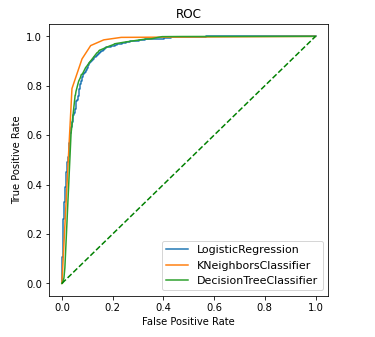 ROC
True Positive Rate
1.0
0.8
0.6
0.4
0.2
0.0
LogisticRegression
KNeighborsClassifier
DecisionTreeClassifier
0.0 0.2 0.4 0.6 0.8 1.0
False Positive Rate